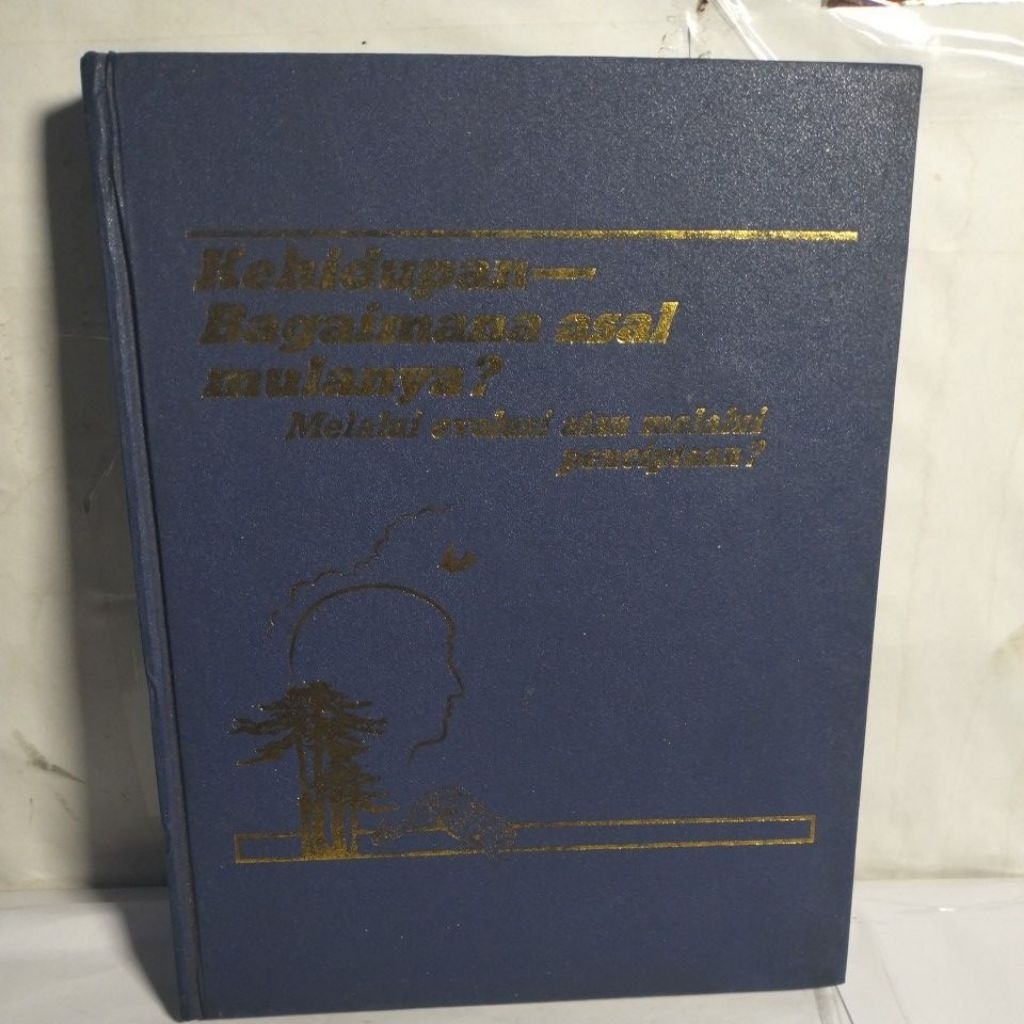 Kehidupan—
Bagaimana asal
mulanya?
Melalui evolusi atau melalui
penciptaan?